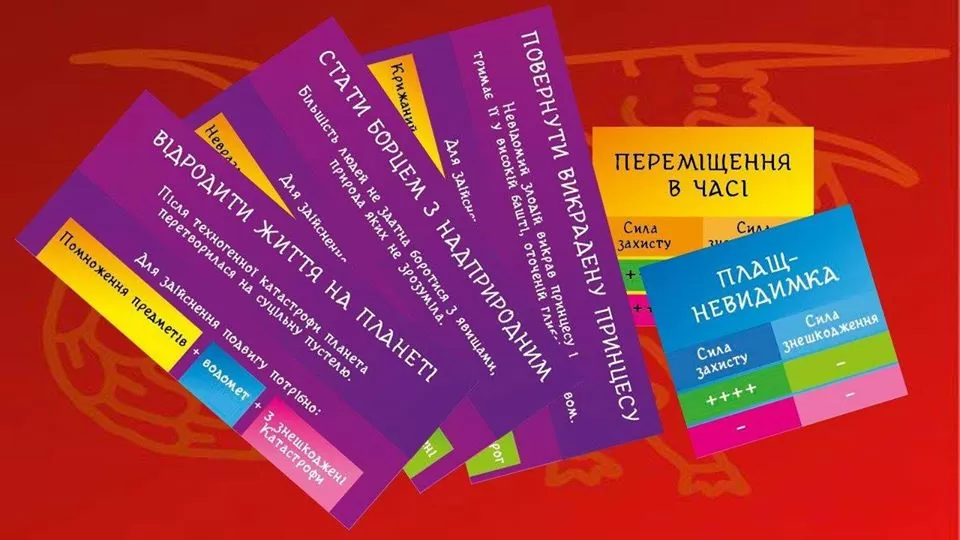 ВІДРОДИТИ ЖИТТЯ НА ПЛАНЕТІ
Після техногенної катастрофи планета
перетворилася на суцільну пустелю.
Для здійснення подвигу потрібно:
Помноження предметів + водомет + 3 знешкоджені
Катастрофи
СТАТИ БОРЦЕМ З НАДПРИРОДНИМ
Більшість людей не здатна боротися з явищами,
природа яких не зрозуміла.
Для
ПОВЕРНУТИ ВИКРАДЕНУ ПРИНЦЕСУ
Невідомий злодій викрав принцесу і
тримає її у високій башті, оточеній
Для
Крижаний
ПЕРЕМІЩЕННЯ
В ЧАСІ
Сила
захисту
ПЛАЩ-
НЕВИДИМКА
Сила
захисту
Сила
знешкодження
++++
–
–
–